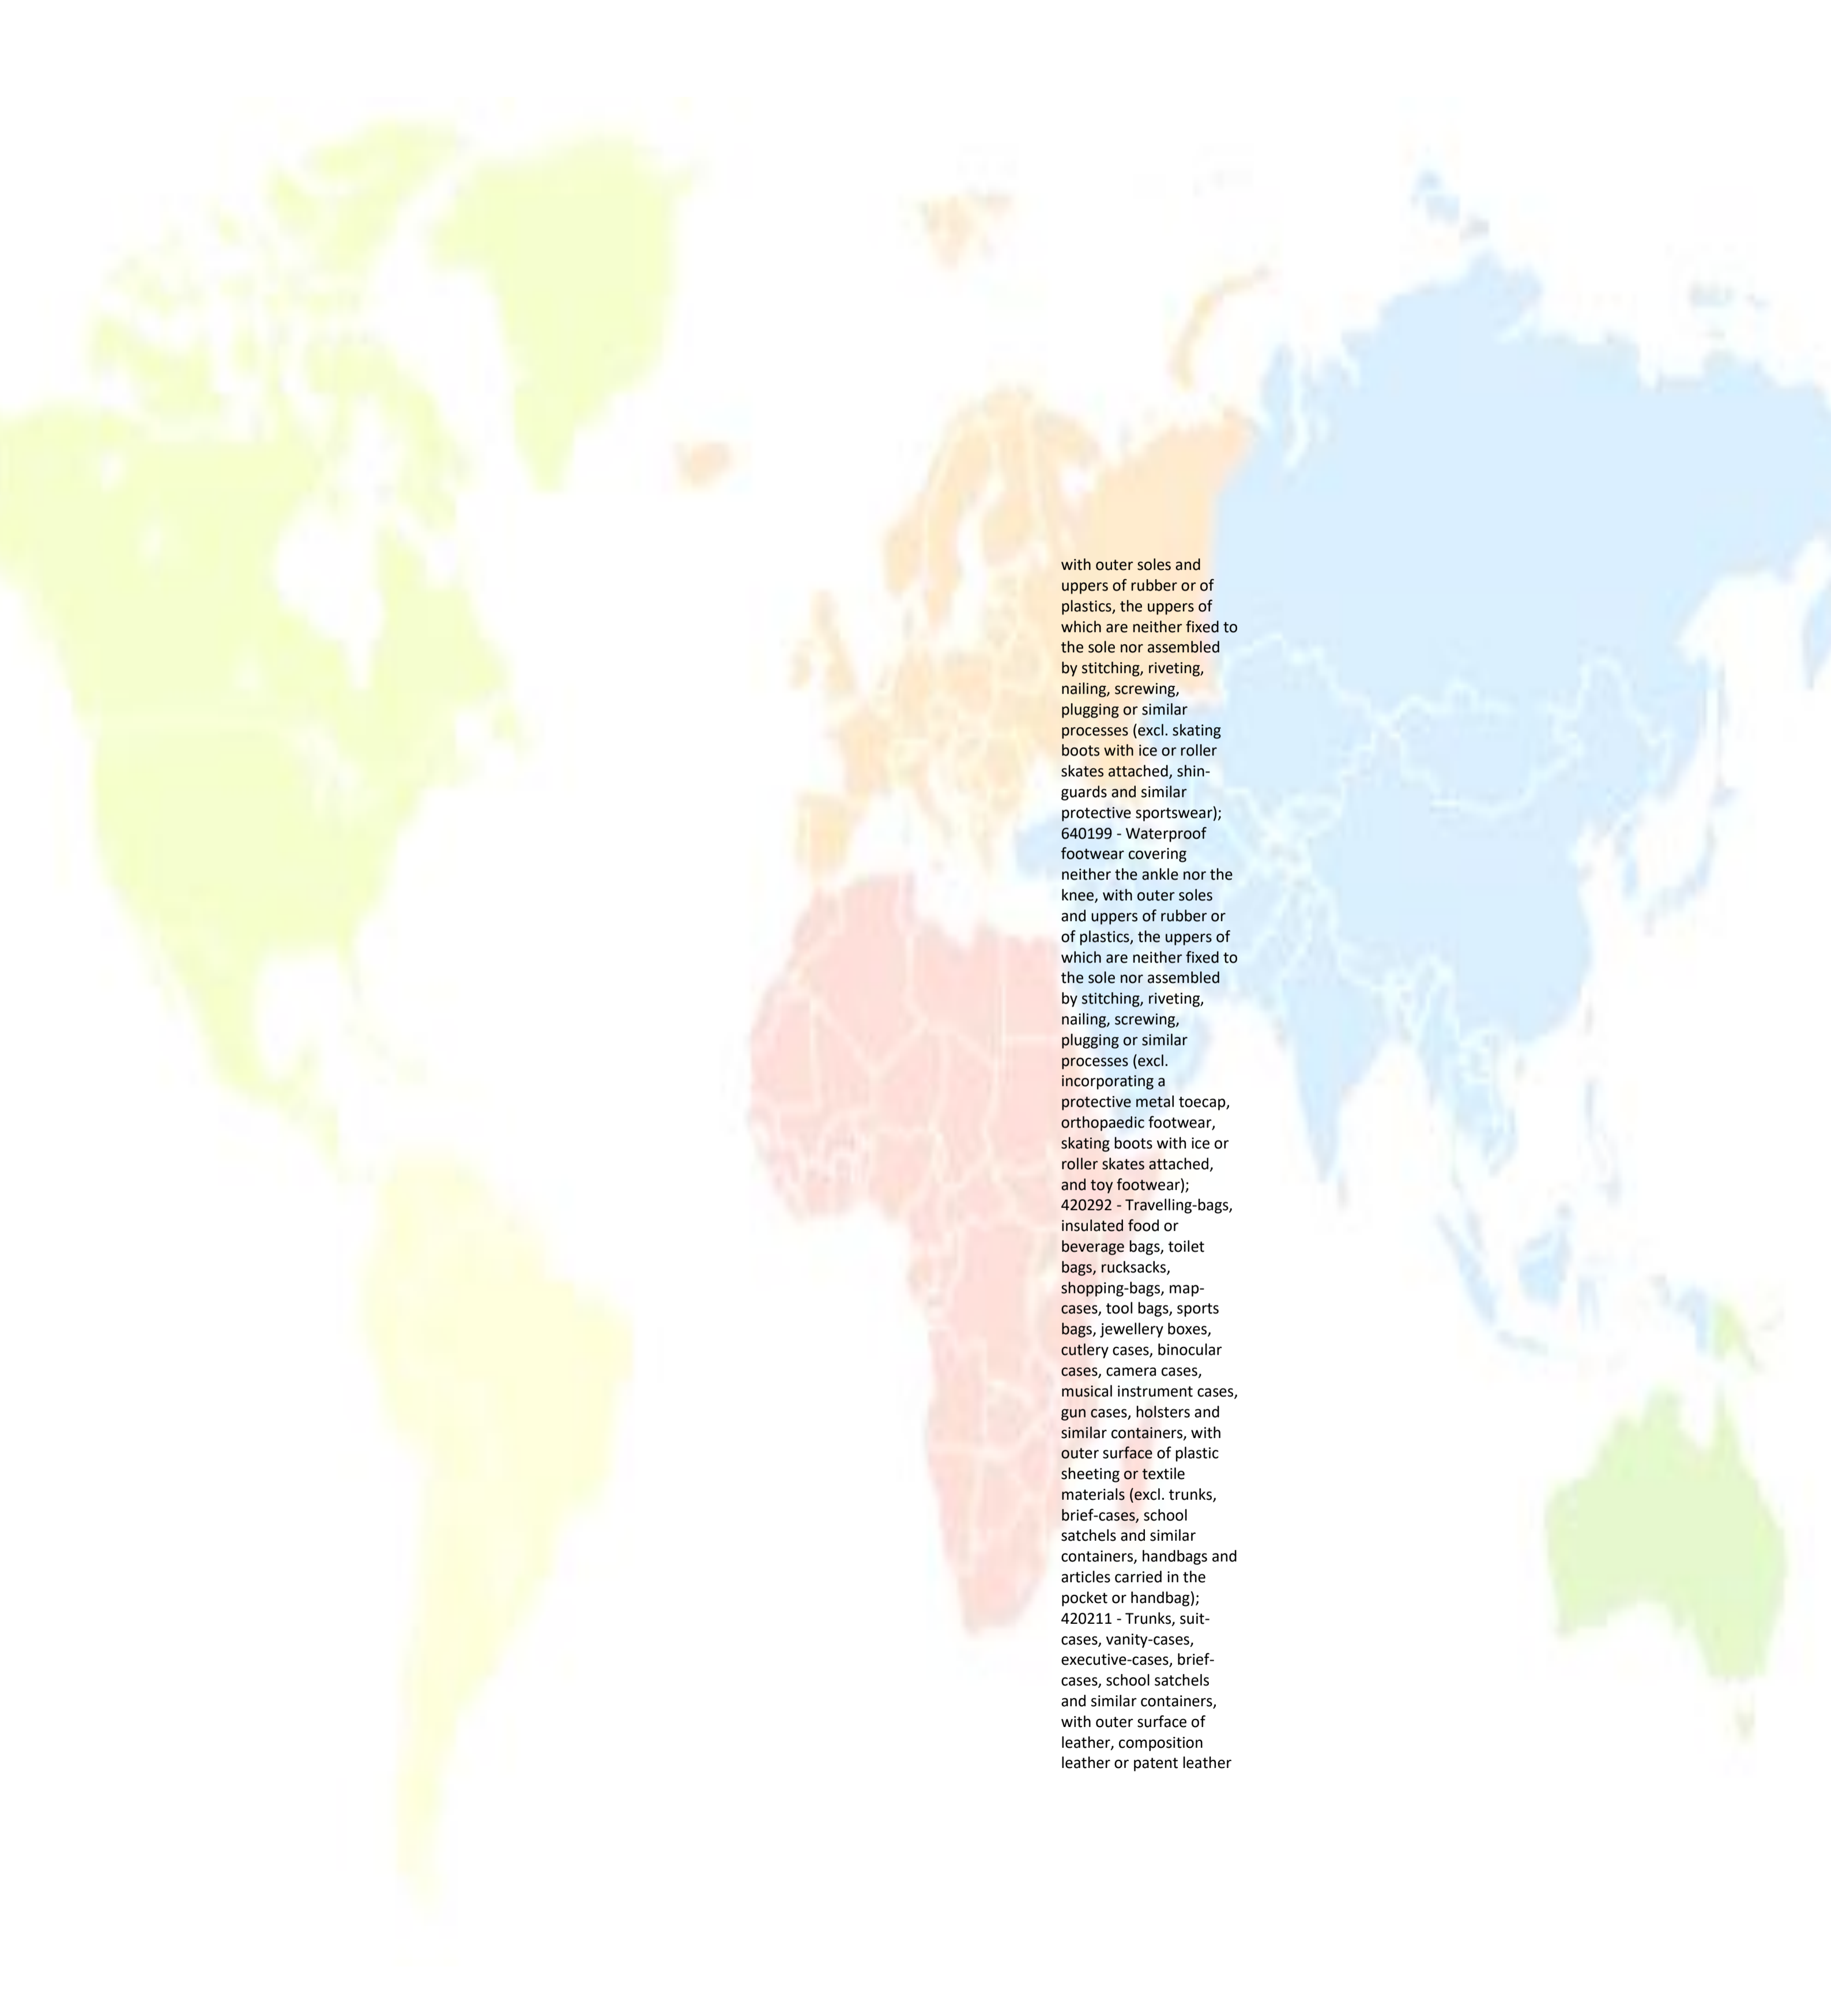 with outer soles and
uppers of rubber or of
plastics, the uppers of
which are neither fixed to
the sole nor assembled
by stitching, riveting,
nailing, screwing,
plugging or similar
processes (excl. skating
boots with ice or roller
skates attached, shin-
guards and similar
protective sportswear);
640199 - Waterproof
footwear covering
neither the ankle nor the
knee, with outer soles
and uppers of rubber or
of plastics, the uppers of
which are neither fixed to
the sole nor assembled
by stitching, riveting,
nailing, screwing,
plugging or similar
processes (excl.
incorporating a
protective metal toecap,
orthopaedic footwear,
skating boots with ice or
roller skates attached,
and toy footwear);
420292 - Travelling-bags,
insulated food or
beverage bags, toilet
bags, rucksacks,
shopping-bags, map-
cases, tool bags, sports
bags, jewellery boxes,
cutlery cases, binocular
cases, camera cases,
musical instrument cases,
gun cases, holsters and
similar containers, with
outer surface of plastic
sheeting or textile
materials (excl. trunks,
brief-cases, school
satchels and similar
containers, handbags and
articles carried in the
pocket or handbag);
420211 - Trunks, suit-
cases, vanity-cases,
executive-cases, brief-
cases, school satchels
and similar containers,
with outer surface of
leather, composition
leather or patent leather